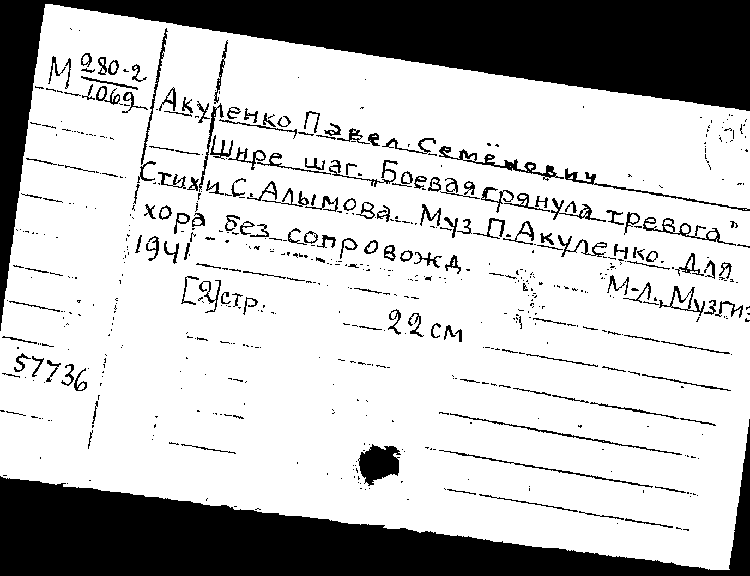 М 280-2
1069
Акуленко, Павел Семёнович
Шире шаг. „Боевая грянула тревога"
Стихи С. Алымова. Муз П. Акуленко. Для
хора без сопровожд. М-л., Музгиз
1941
[2]стр. 22 см
57736